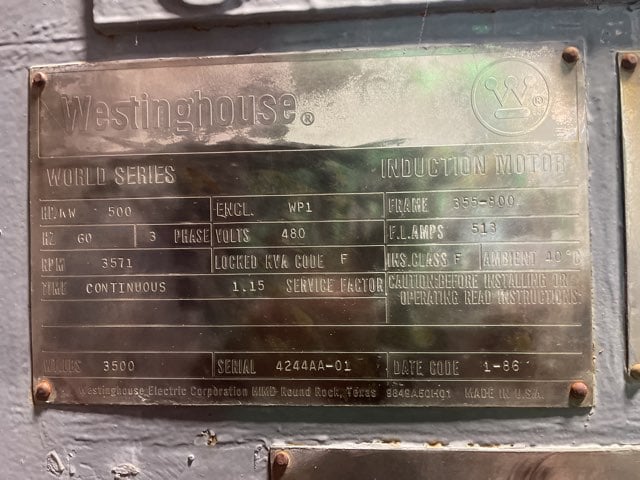 Westinghouse®
WORLD SERIES INDUCTION MOTOR
HP/KW 500 ENCL. WP1 FRAME 355-800
HZ 60 3 PHASE VOLTS 480 F.L.AMPS 513
RPM 3571 LOCKED KVA CODE F INS.CLASS F AMBIENT 40°C
TIME CONTINUOUS 1.15 SERVICE FACTOR CAUTION:BEFORE INSTALLING OR
OPERATING READ INSTRUCTIONS
3500 SERIAL 4244AA-01 DATE CODE 1-86
Westinghouse Electric Corporation HIMD Round Rock, Texas MADE IN U.S.A.